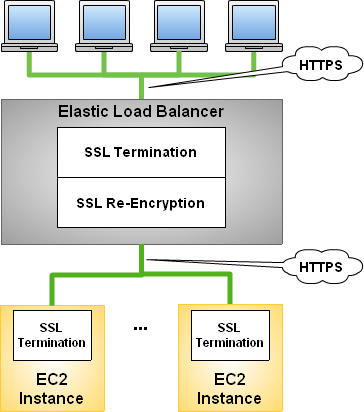 HTTPS
Elastic Load Balancer
SSL Termination
SSL Re-Encryption
HTTPS
SSL
Termination
EC2
Instance
...
SSL
Termination
EC2
Instance